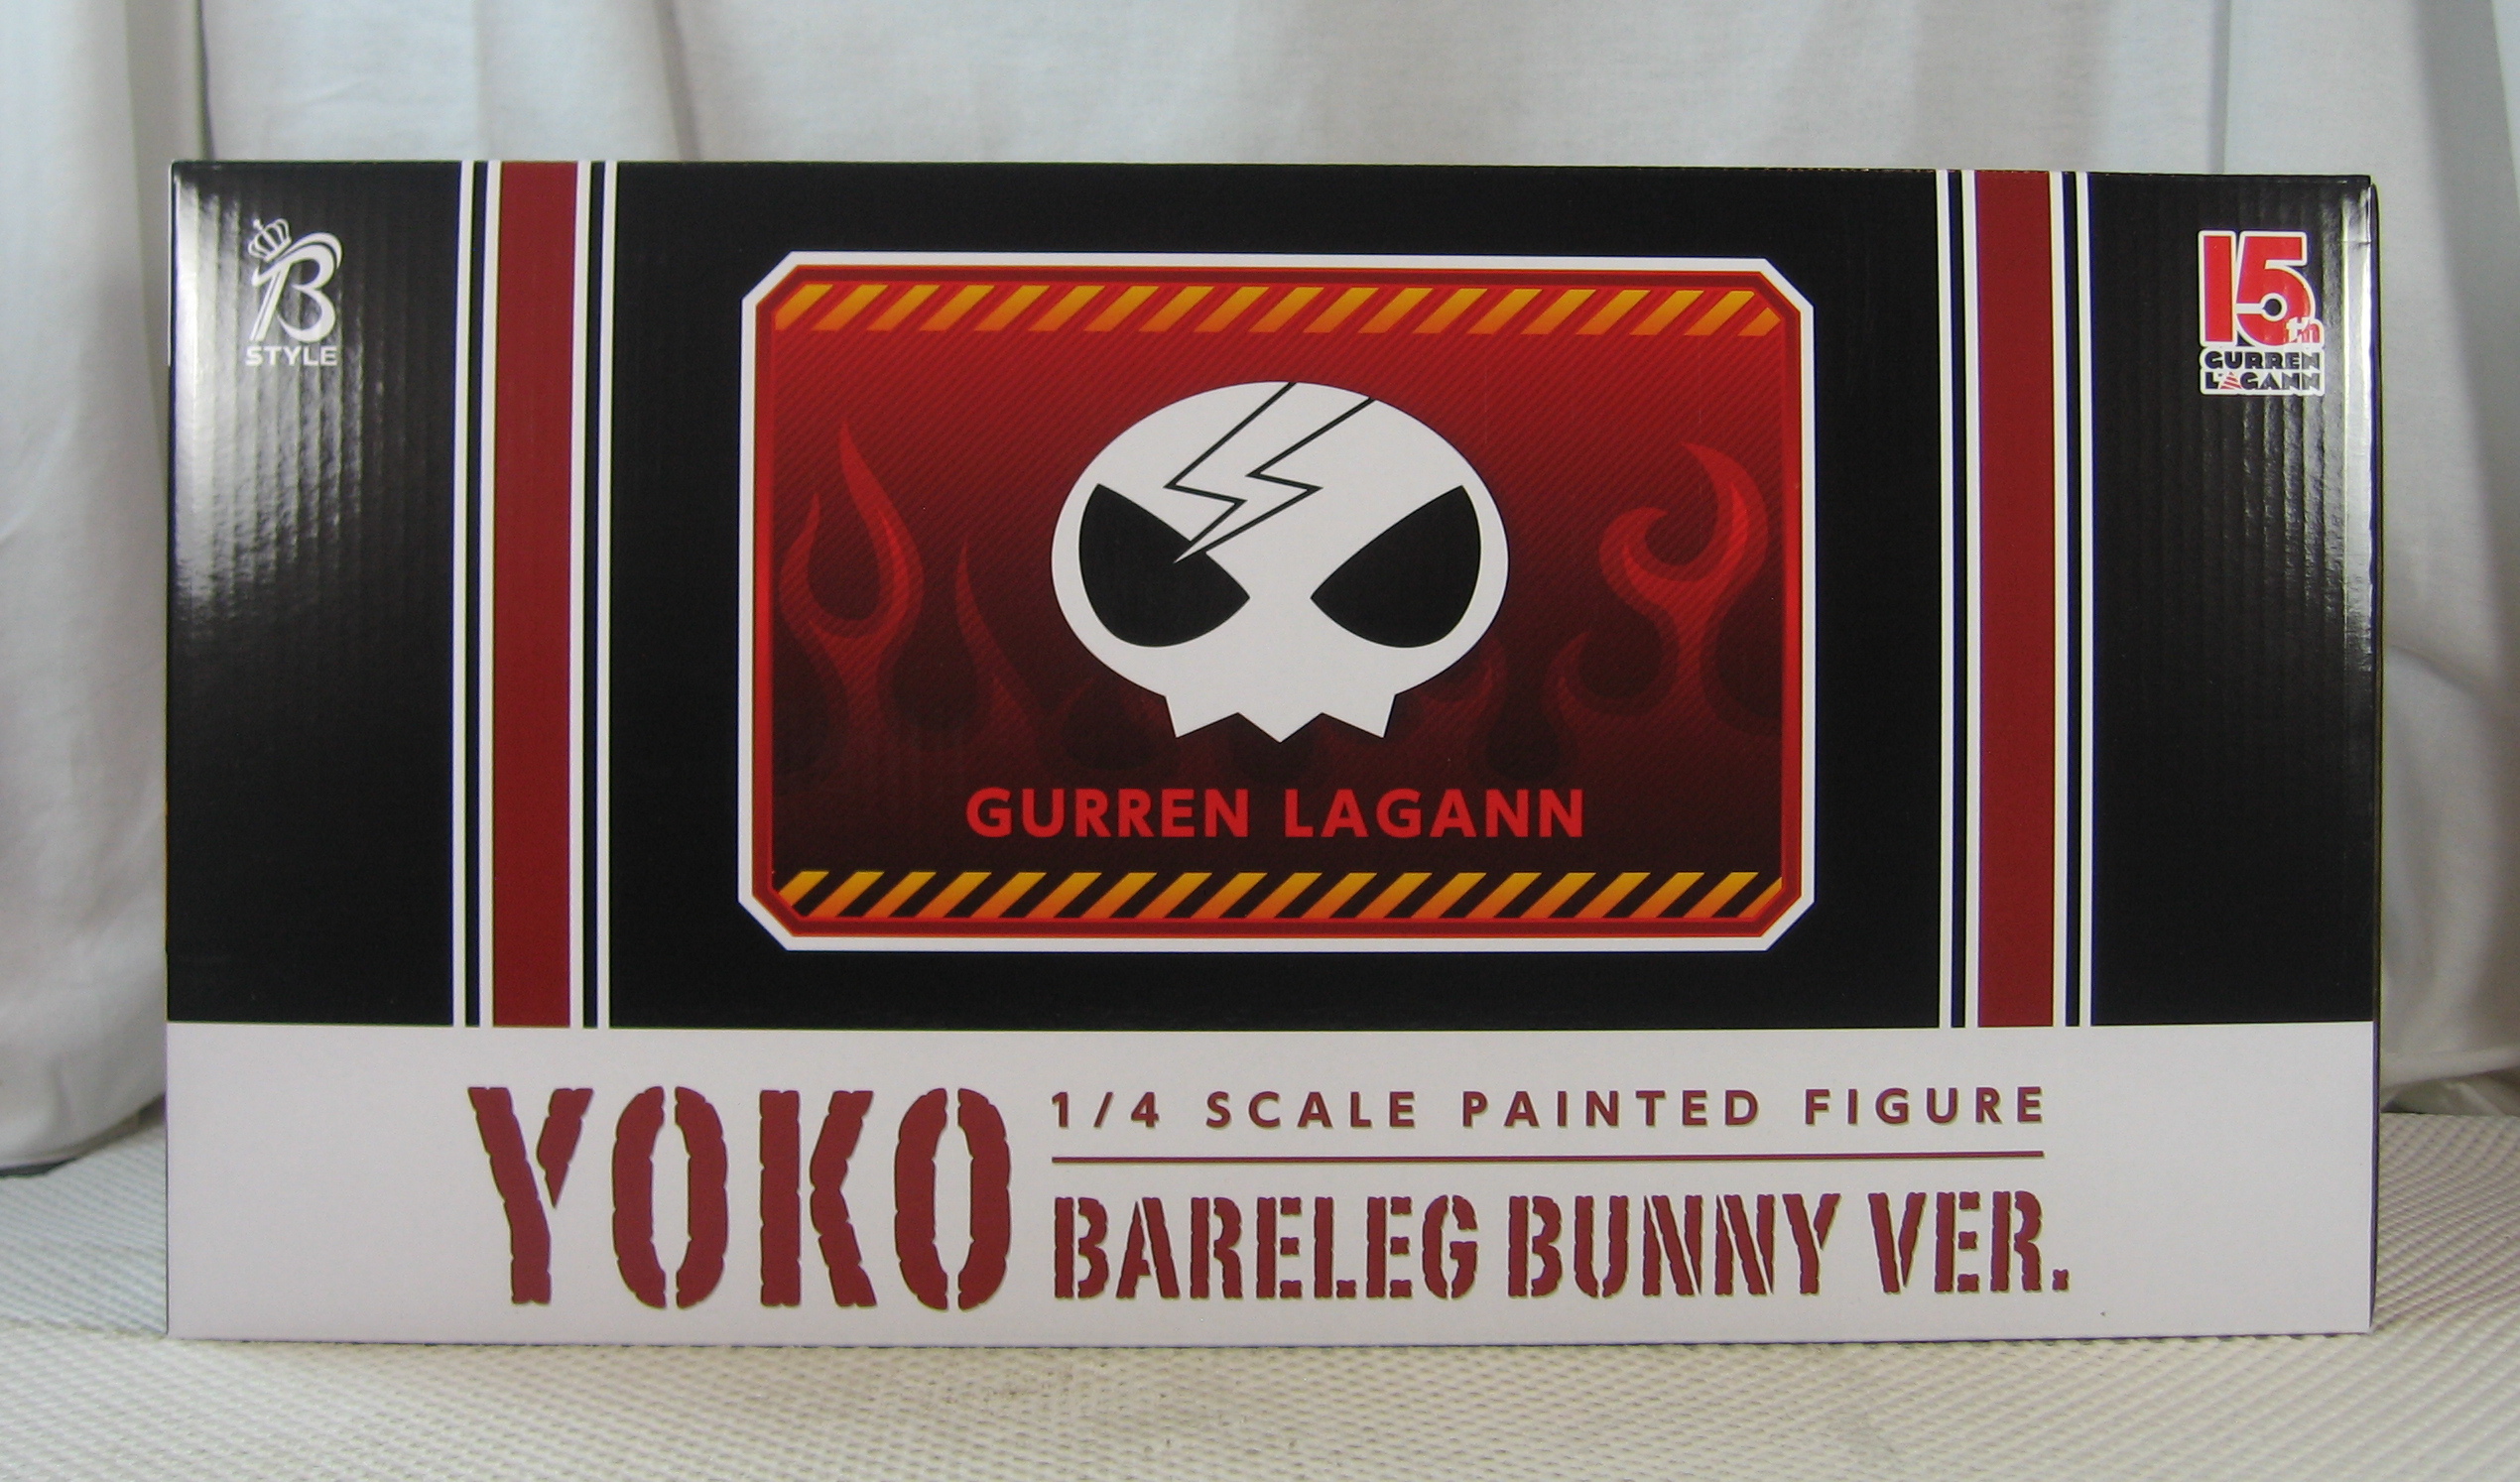 B
STYLE
15th
GURREN
LAGANN
GURREN LAGANN
YOKO
1/4 SCALE PAINTED FIGURE
BARELEG BUNNY VER.